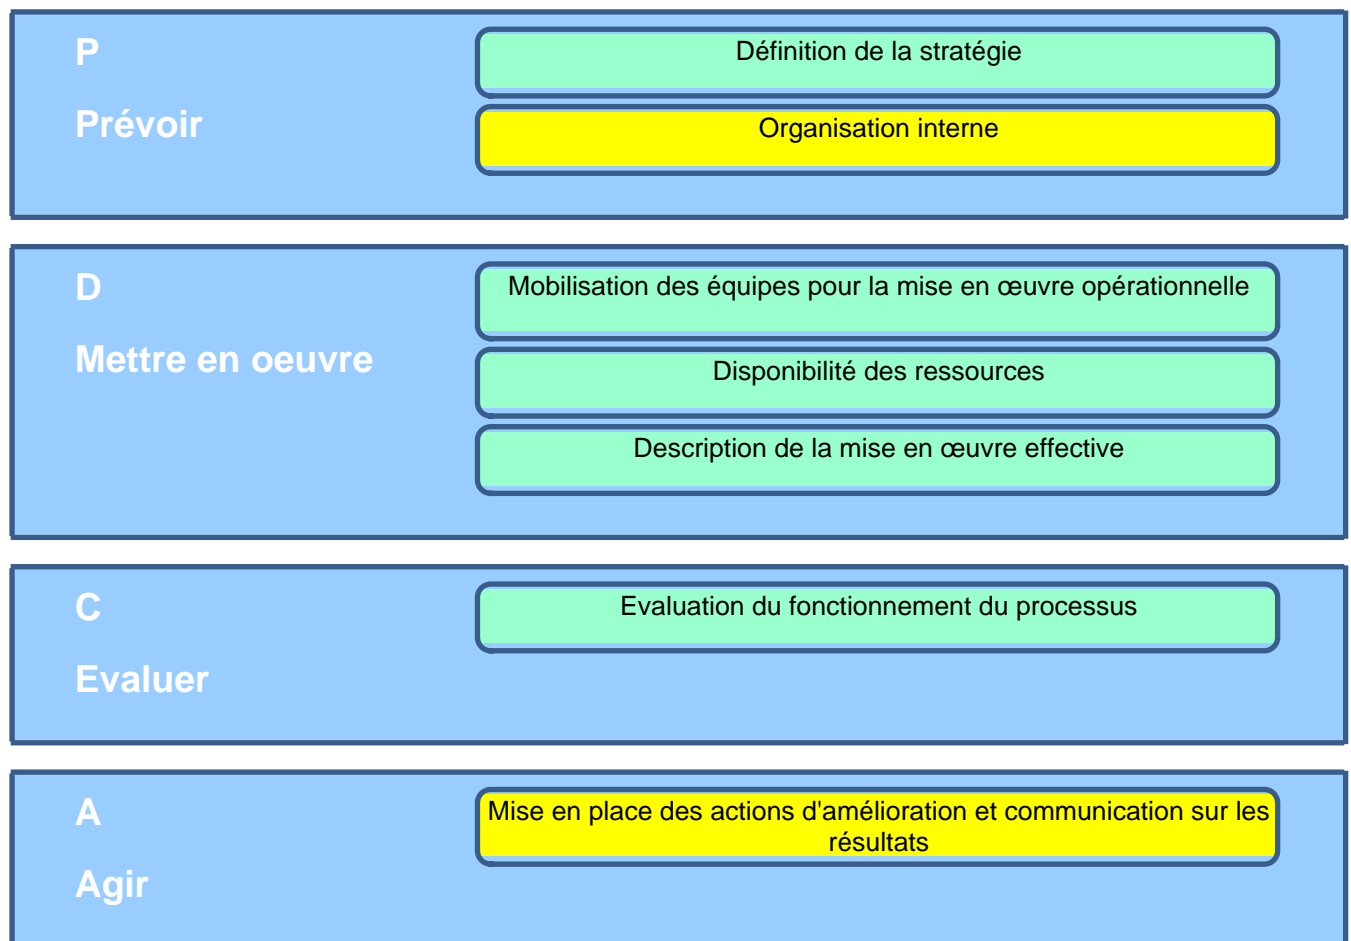 P
Définition de la stratégie
Prévoir
Organisation interne
D
Mobilisation des équipes pour la mise en œuvre opérationnelle
Mettre en oeuvre
Disponibilité des ressources
Description de la mise en œuvre effective
C
Evaluation du fonctionnement du processus
Evaluer
A
Mise en place des actions d'amélioration et communication sur les
résultats
Agir